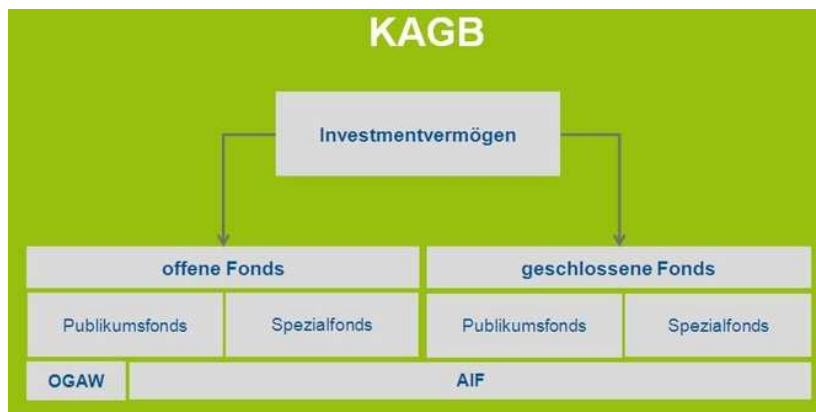 KAGB
Investmentvermögen
offene Fonds
geschlossene Fonds
Publikumsfonds
Spezialfonds
Publikumsfonds
Spezialfonds
OGAW
AIF